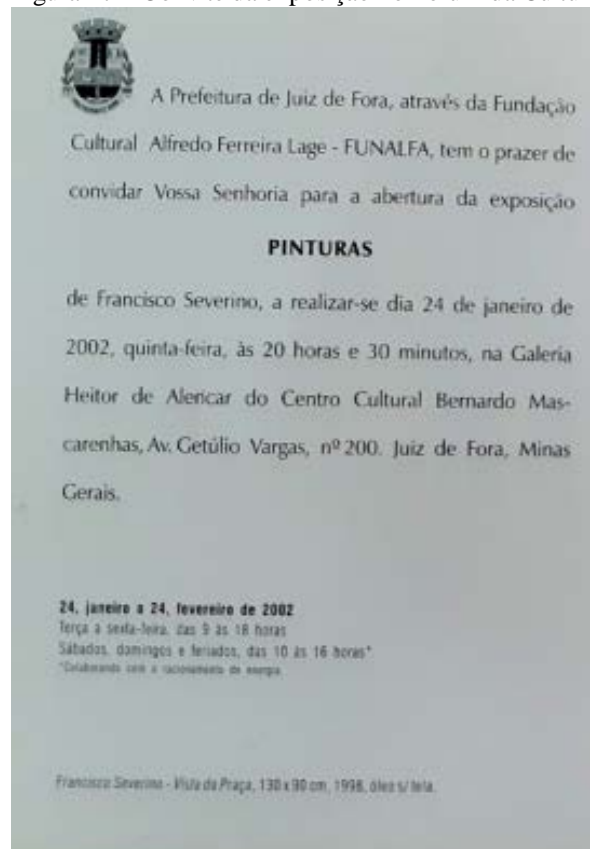 A Prefeitura de Juiz de Fora, através da Fundação
Cultural Alfredo Ferreira Lage - FUNALFA, tem o prazer de
convidar Vossa Senhoria para a abertura da exposição
PINTURAS
de Francisco Severino, a realizar-se dia 24 de janeiro de
2002, quinta-feira, às 20 horas e 30 minutos, na Galeria
Heitor de Alencar do Centro Cultural Bernardo Mas-
carenhas, Av. Getúlio Vargas, nº 200. Juiz de Fora, Minas
Gerais.
24, janeiro a 24, fevereiro de 2002
Terça a sexta-feira, das 9 às 18 horas
Sábados, domingos e feriados, das 10 às 16 horas*
*Colaborando com o racionamento de energia.
Francisco Severino - Vista da Praça, 130 x 90 cm, 1998, óleo s/ tela.